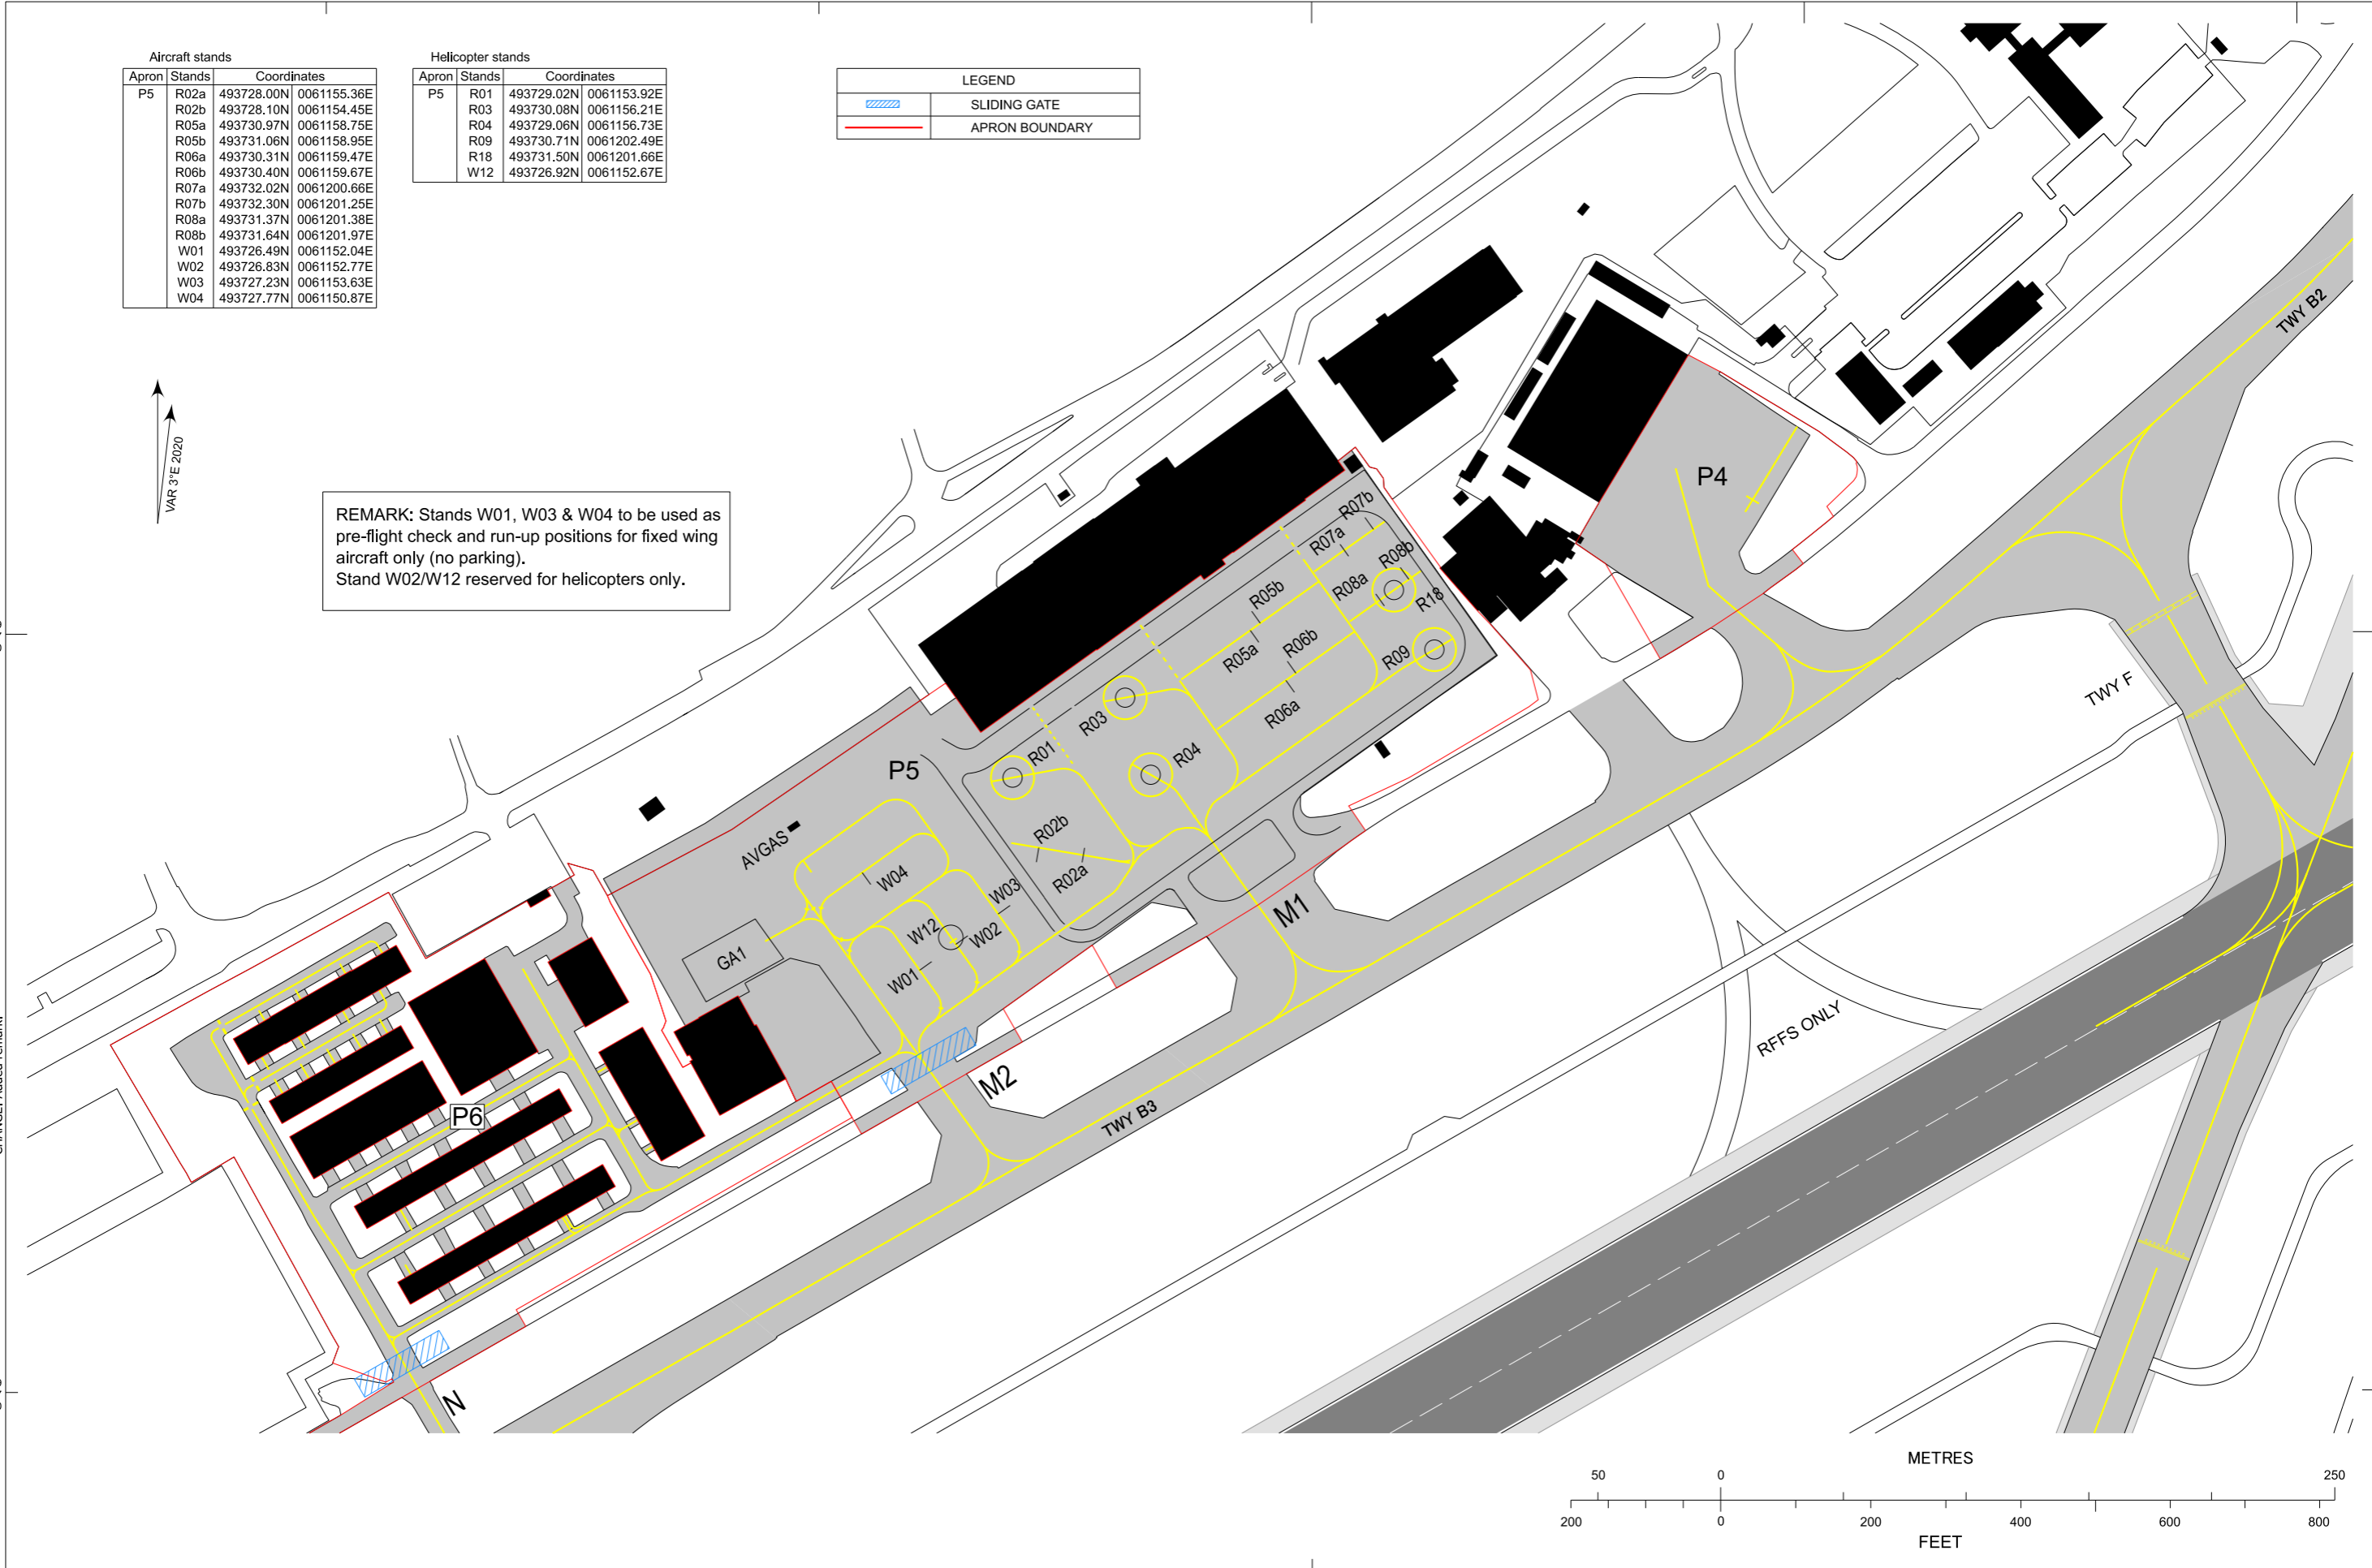 Aircraft stands
Apron Stands Coordinates
P5 R02a 493728.00N 0061155.36E
R02b 493728.10N 0061154.45E
R05a 493730.97N 0061158.75E
R05b 493731.06N 0061158.95E
R06a 493730.31N 0061159.47E
R06b 493730.40N 0061159.67E
R07a 493732.02N 0061200.66E
R07b 493732.30N 0061201.25E
R08a 493731.37N 0061201.38E
R08b 493731.64N 0061201.97E
W01 493726.49N 0061152.04E
W02 493726.83N 0061152.77E
W03 493727.23N 0061153.63E
W04 493727.77N 0061150.87E
Helicopter stands
Apron Stands Coordinates
P5 R01 493729.02N 0061153.92E
R03 493730.08N 0061156.21E
R04 493729.06N 0061156.73E
R09 493730.71N 0061202.49E
R18 493731.50N 0061201.66E
W12 493726.92N 0061152.67E
LEGEND
SLIDING GATE
APRON BOUNDARY
VAR 3°E 2020
REMARK: Stands W01, W03 & W04 to be used as
pre-flight check and run-up positions for fixed wing
aircraft only (no parking).
Stand W02/W12 reserved for helicopters only.
TWY B2
P4
R07b
R07a
R08b
R08a
R18
R05b
R05a
R06b
R06a
R09
TWY F
R03
R01
R04
P5
R02b
R02a
AVGAS
W04
W03
W12
W02
W01
GA1
M1
M2
RFFS ONLY
TWY B3
P6
N
METRES
50 0 250
200 0 200 400 600 800
FEET